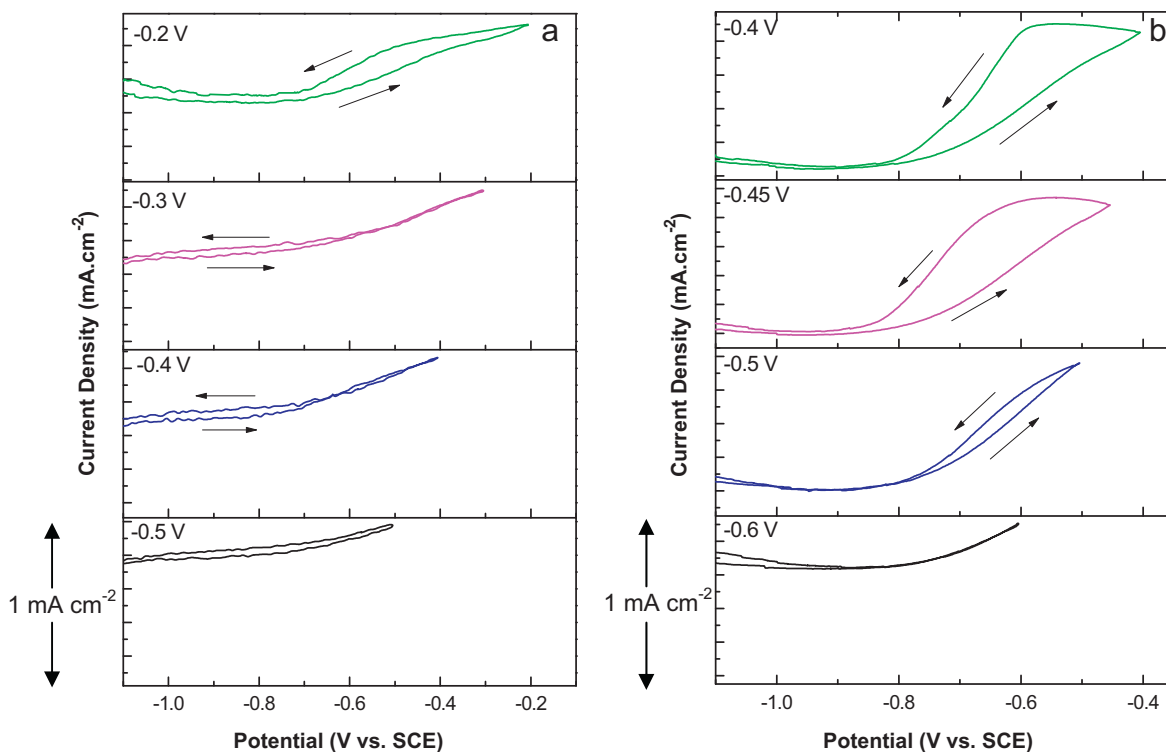 a
-0.2 V
-0.3 V
-0.4 V
-0.5 V
Current Density (mA.cm-2)
1 mA cm-2
-1.0 -0.8 -0.6 -0.4 -0.2
Potential (V vs. SCE)
b
-0.4 V
-0.45 V
-0.5 V
-0.6 V
Current Density (mA.cm-2)
1 mA cm-2
-1.0 -0.8 -0.6 -0.4
Potential (V vs. SCE)